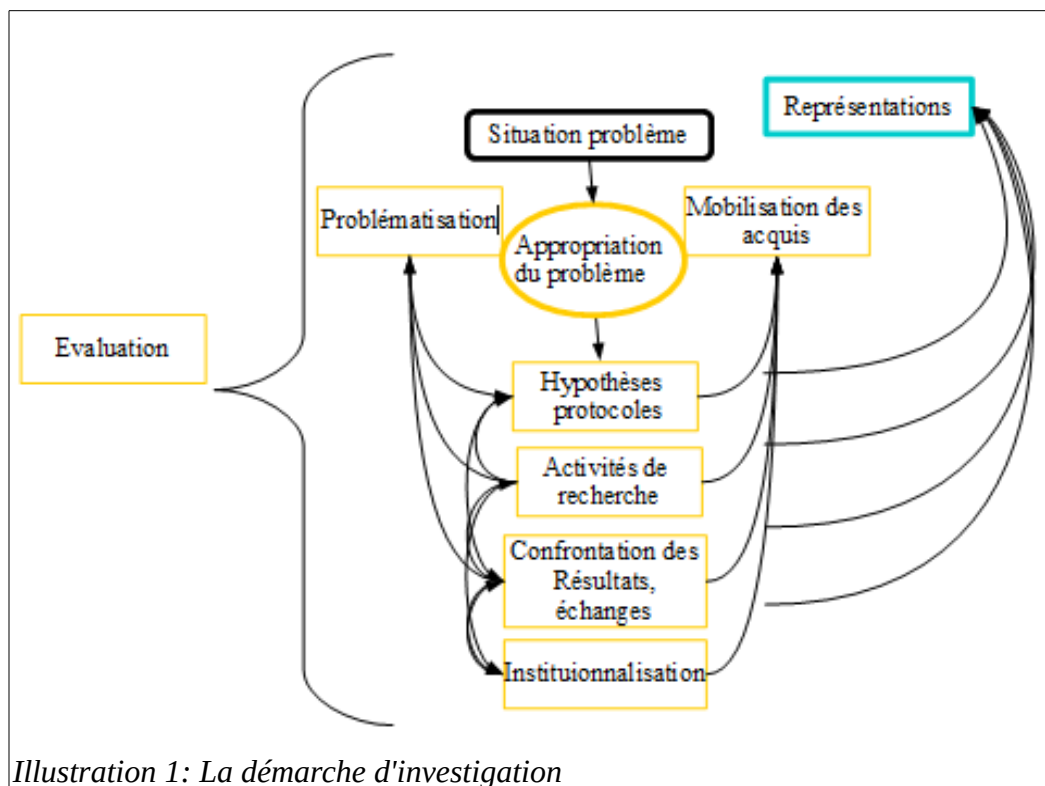 Représentations
Situation problème
Problématisation
Mobilisation des
acquis
Appropriation
du problème
Evaluation
Hypothèses
protocoles
Activités de
recherche
Confrontation des
Résultats,
échanges
Instituionnalisation
Illustration 1: La démarche d'investigation